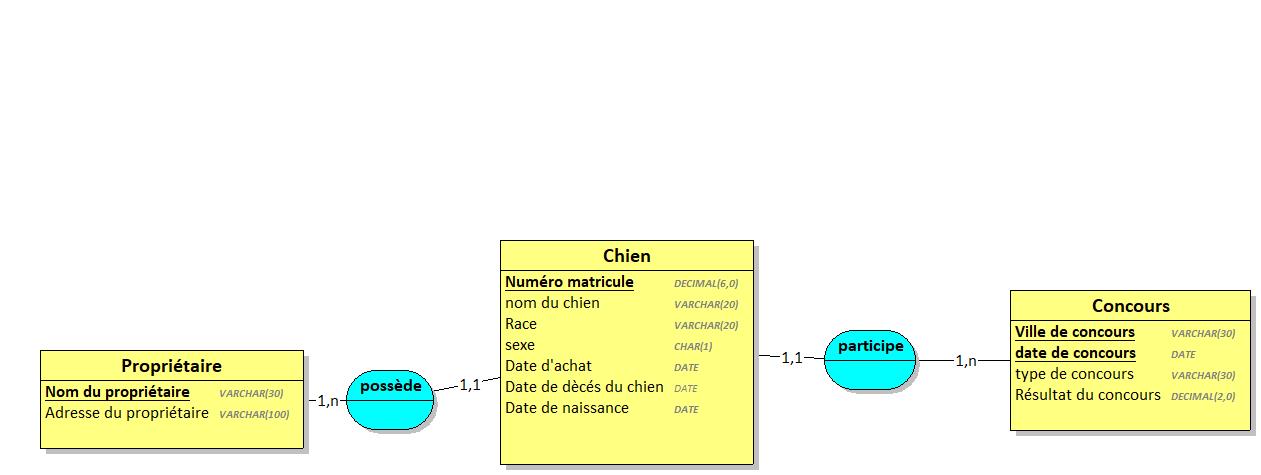 Propriétaire
Nom du propriétaire VARCHAR(30)
Adresse du propriétaire VARCHAR(100)
1,n
possède
1,1
Chien
Numéro matricule DECIMAL(6,0)
nom du chien VARCHAR(20)
Race VARCHAR(20)
sexe CHAR(1)
Date d'achat DATE
Date de dècés du chien DATE
Date de naissance DATE
1,1
participe
1,n
Concours
Ville de concours VARCHAR(30)
date de concours DATE
type de concours VARCHAR(30)
Résultat du concours DECIMAL(2,0)